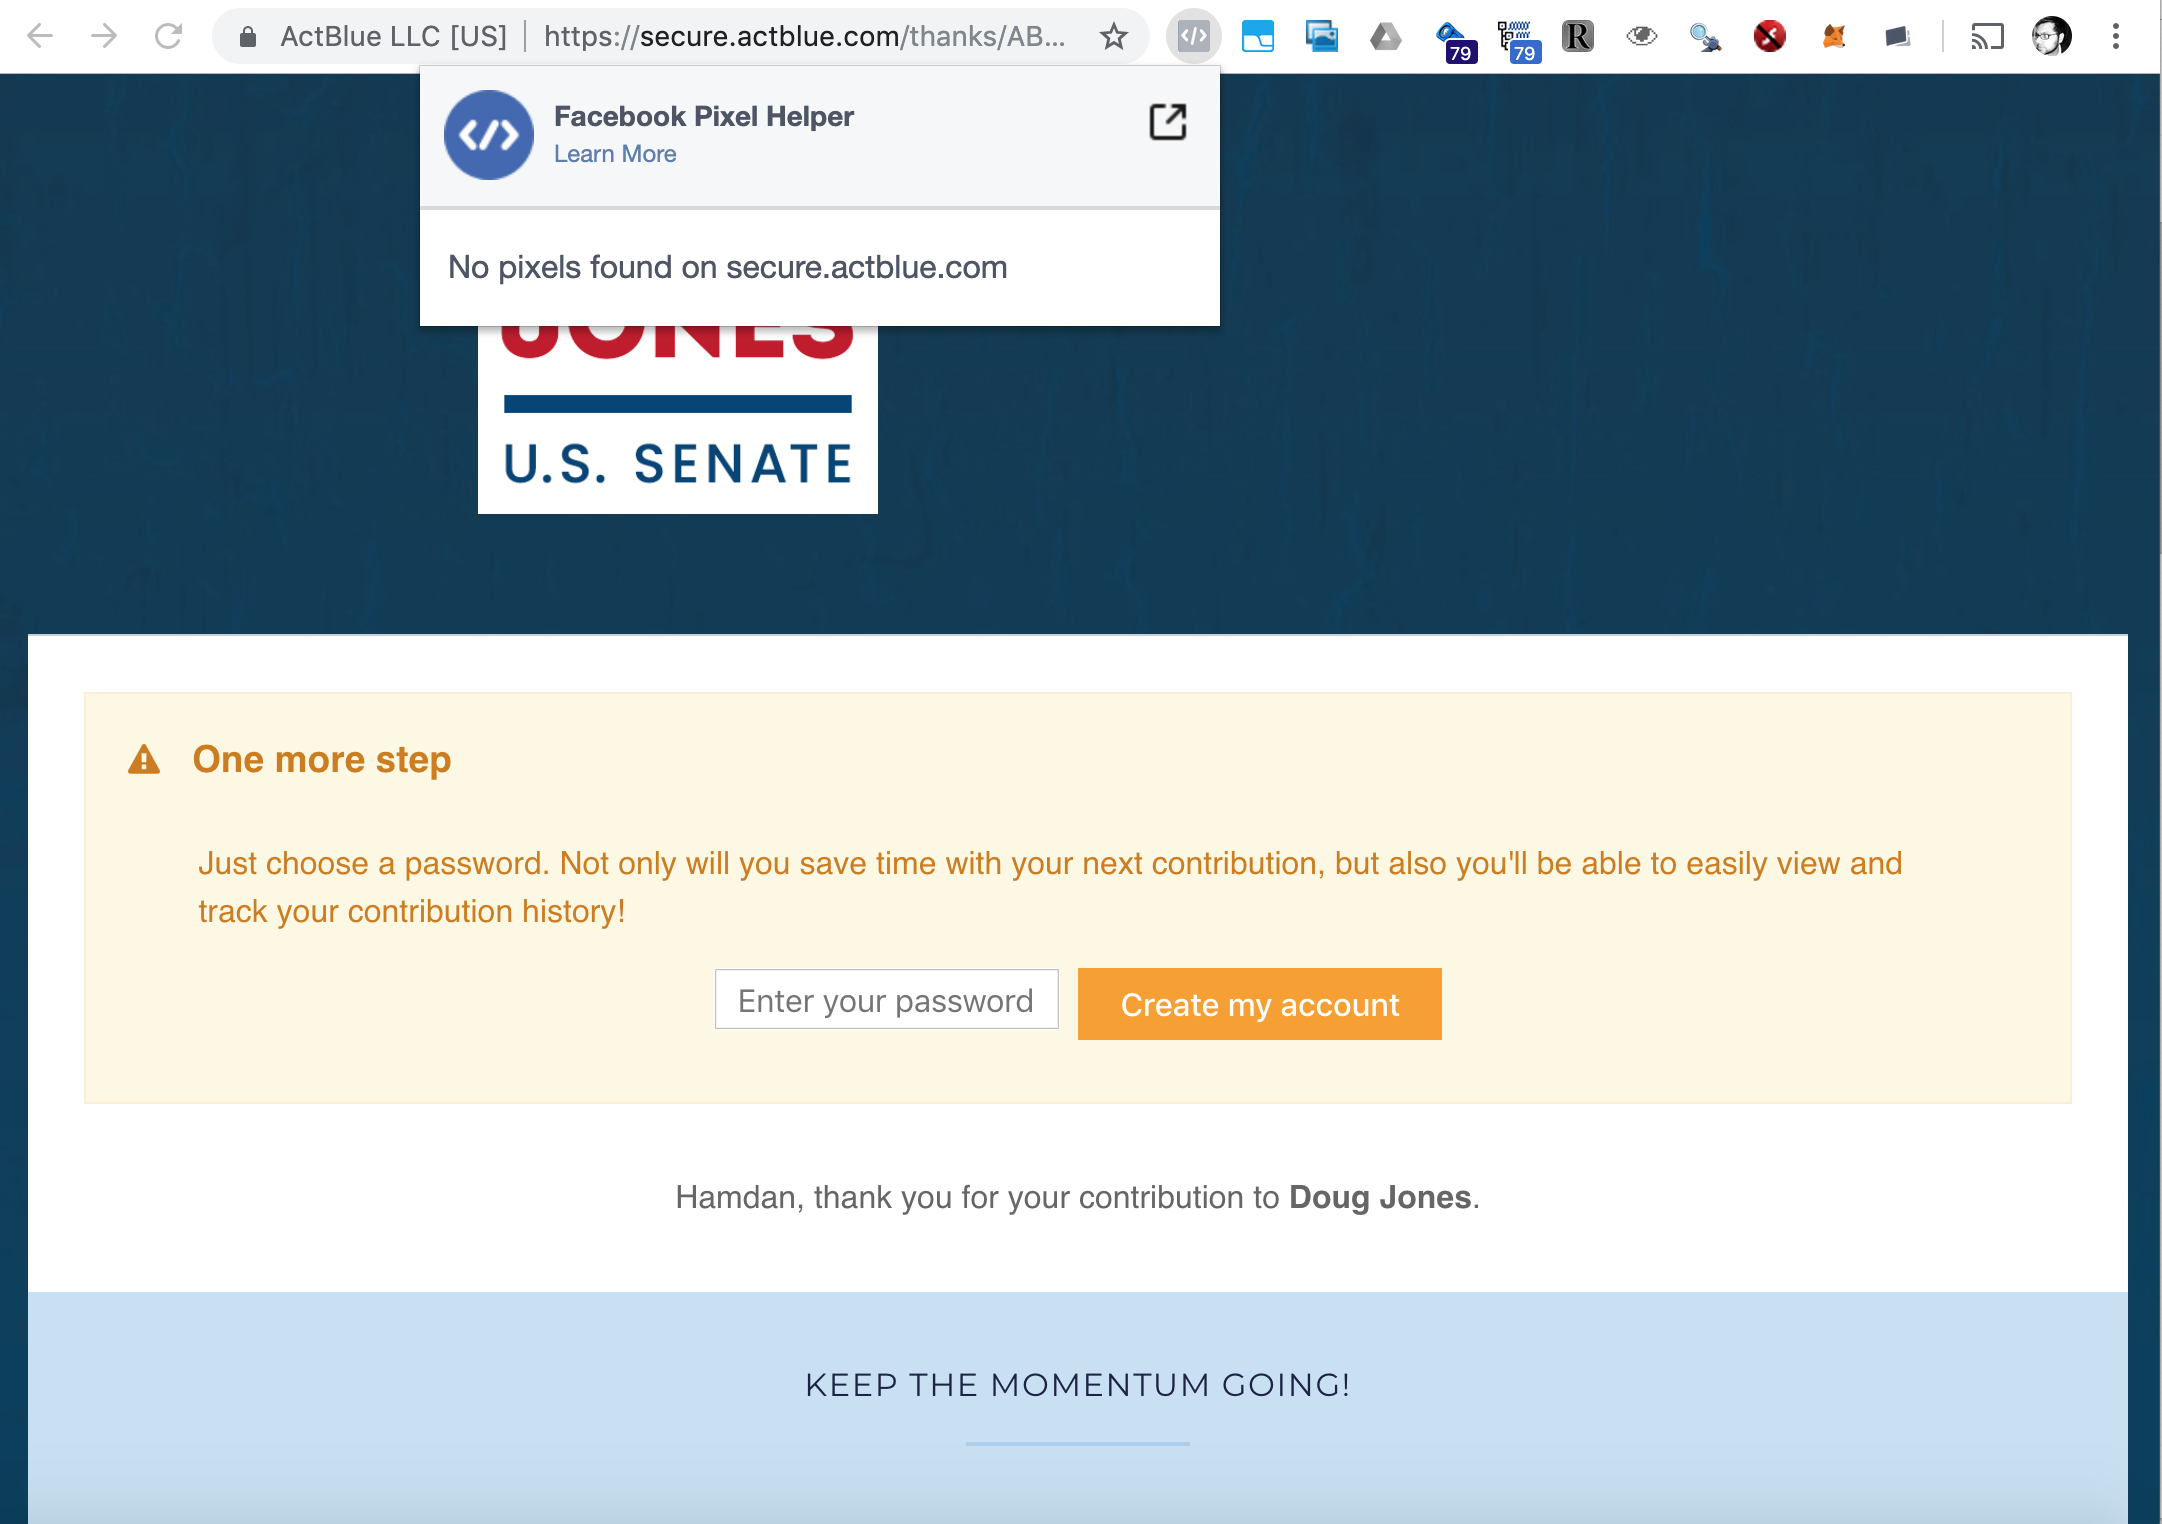 ActBlue LLC [US] | https://secure.actblue.com/thanks/AB...
79
79
R
Facebook Pixel Helper
Learn More
No pixels found on secure.actblue.com
JONES
U.S. SENATE
One more step
Just choose a password. Not only will you save time with your next contribution, but also you'll be able to easily view and
track your contribution history!
Enter your password
Create my account
Hamdan, thank you for your contribution to Doug Jones.
KEEP THE MOMENTUM GOING!